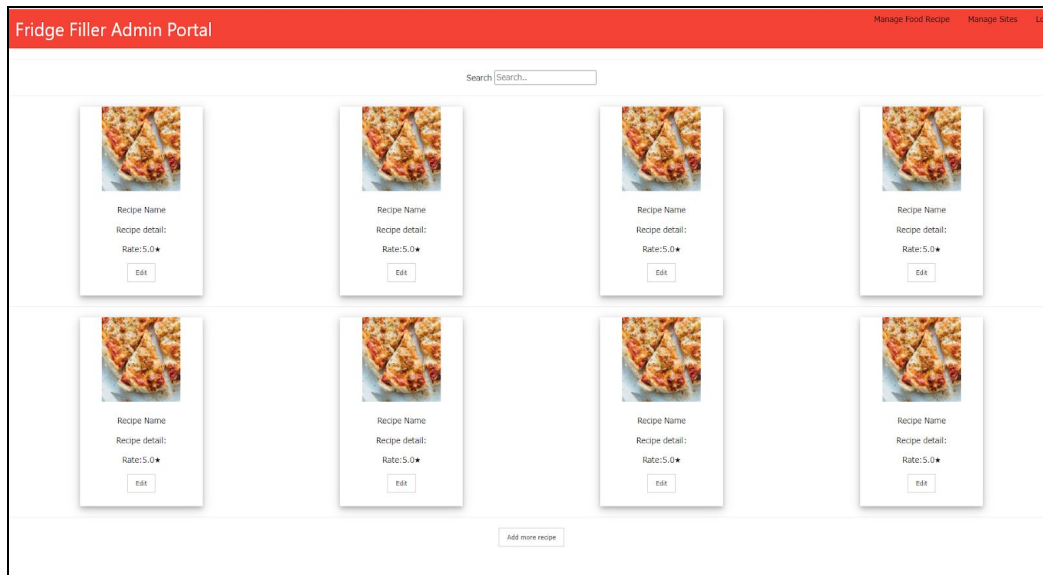 Fridge Filler Admin Portal
Manage Food Recipe Manage Sites Lo
Search Search..
Recipe Name Recipe Name Recipe Name Recipe Name
Recipe detail: Recipe detail: Recipe detail: Recipe detail:
Rate:5.0★ Rate:5.0★ Rate:5.0★ Rate:5.0★
Edit Edit Edit Edit
Recipe Name Recipe Name Recipe Name Recipe Name
Recipe detail: Recipe detail: Recipe detail: Recipe detail:
Rate:5.0★ Rate:5.0★ Rate:5.0★ Rate:5.0★
Edit Edit Edit Edit
Add more recipe